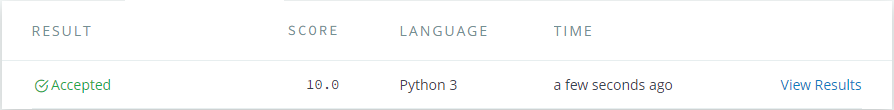 RESULT SCORE LANGUAGE TIME
Accepted 10.0 Python 3 a few seconds ago View Results